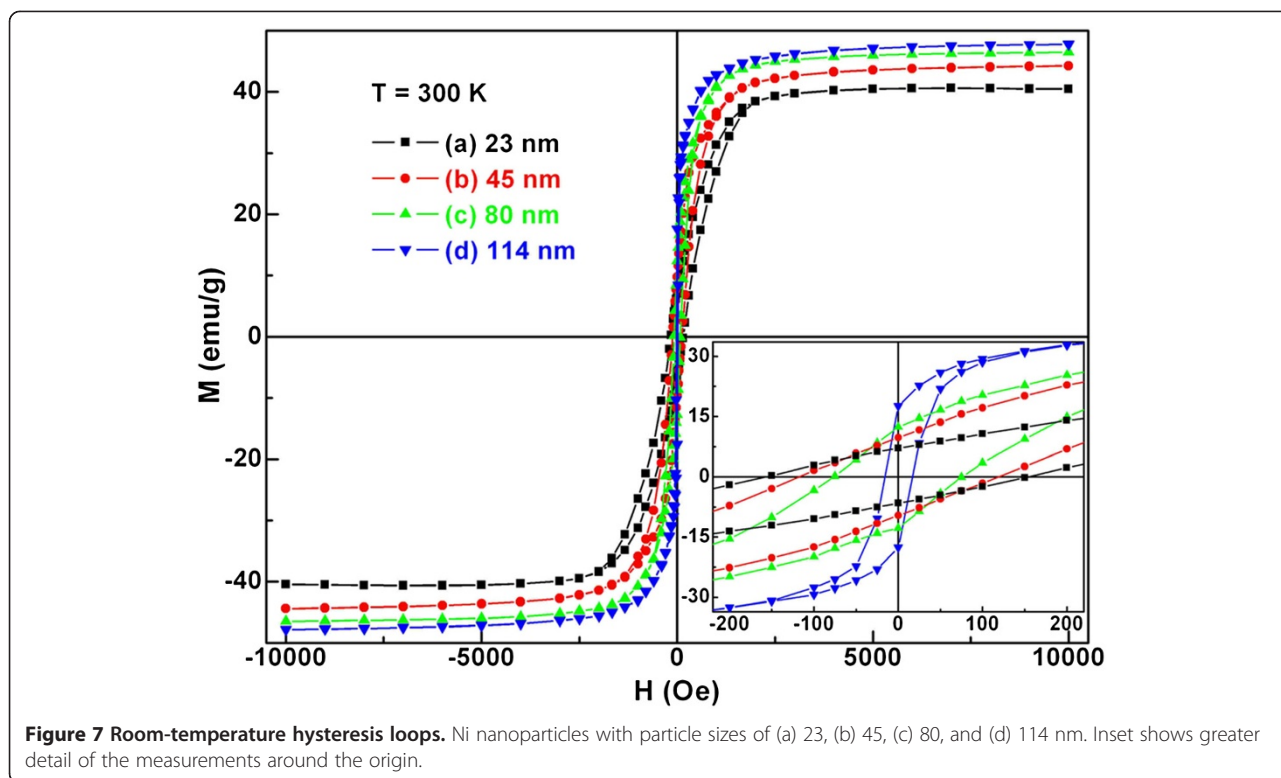 T = 300 K
(a) 23 nm
(b) 45 nm
(c) 80 nm
(d) 114 nm
M (emu/g)
40
20
0
-20
-40
30
15
0
-15
-30
-200 -100 0 100 200
-10000 -5000 0 5000 10000
H (Oe)
Figure 7 Room-temperature hysteresis loops. Ni nanoparticles with particle sizes of (a) 23, (b) 45, (c) 80, and (d) 114 nm. Inset shows greater
detail of the measurements around the origin.